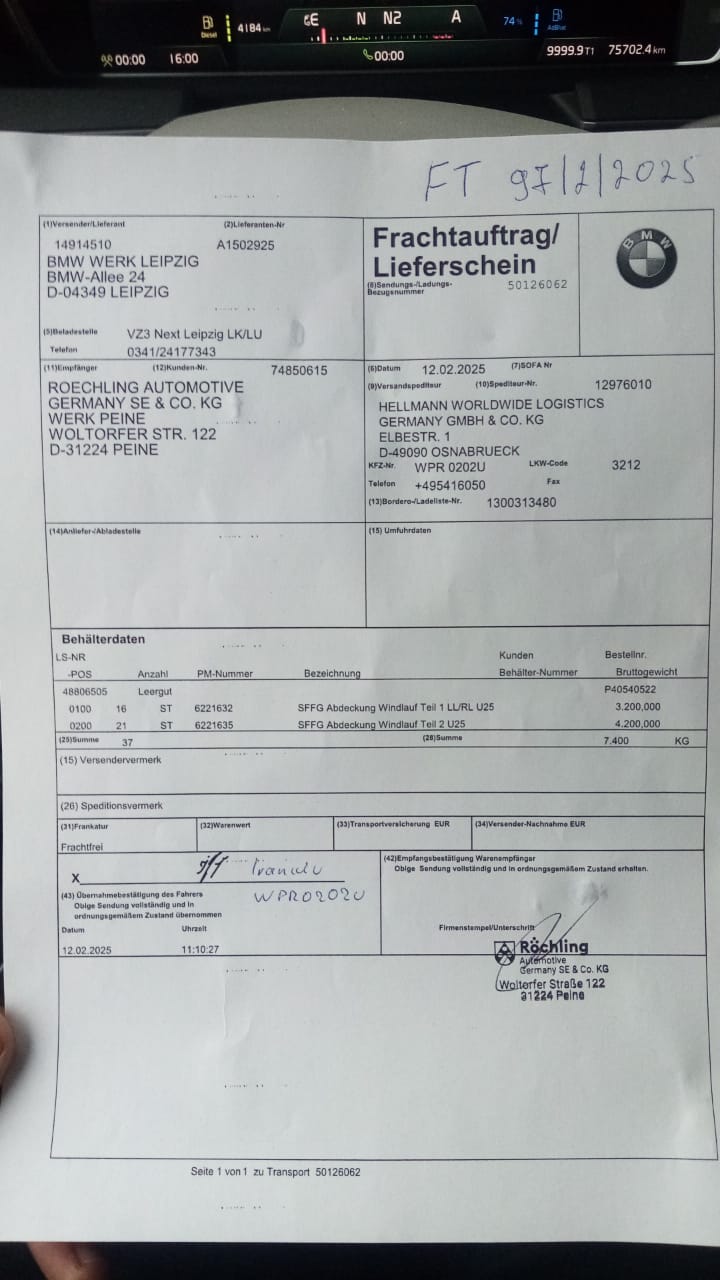 Diesel
4184 km
CE
N N2 A
74 %
AdBlue
00:00
16:00
00:00
9999.9 T1 75702.4 km
FT 97/2/2025
(1)Versender/Lieferant (2)Lieferanten-Nr
14914510 A1502925
BMW WERK LEIPZIG
BMW-Allee 24
D-04349 LEIPZIG
Frachtauftrag/
Lieferschein
(8)Sendungs-/Ladungs-
Bezugsnummer 50126062
BMW
(5)Beladestelle VZ3 Next Leipzig LK/LU
Telefon 0341/24177343
(11)Empfänger (12)Kunden-Nr. 74850615
ROECHLING AUTOMOTIVE
GERMANY SE & CO. KG
WERK PEINE
WOLTORFER STR. 122
D-31224 PEINE
(6)Datum 12.02.2025 (7)SOFA Nr
(9)Versandspediteur (10)Spediteur-Nr. 12976010
HELLMANN WORLDWIDE LOGISTICS
GERMANY GMBH & CO. KG
ELBESTR. 1
D-49090 OSNABRUECK
KFZ-Nr. WPR 0202U LKW-Code 3212
Telefon +495416050 Fax
(13)Bordero-/Ladeliste-Nr. 1300313480
(14)Anliefer-/Abladestelle
(15) Umfuhrdaten
Behälterdaten
LS-NR Kunden Bestellnr.
-POS Anzahl PM-Nummer Bezeichnung Behälter-Nummer Bruttogewicht
48806505 Leergut P40540522
0100 16 ST 6221632 SFFG Abdeckung Windlauf Teil 1 LL/RL U25 3.200,000
0200 21 ST 6221635 SFFG Abdeckung Windlauf Teil 2 U25 4.200,000
(25)Summe 37 (28)Summe 7.400 KG
(15) Versendervermerk
(26) Speditionsvermerk
(31)Frankatur (32)Warenwert (33)Transportversicherung EUR (34)Versender-Nachnahme EUR
Frachtfrei
X
WPR0202U
(43) Übernahmebestätigung des Fahrers
Obige Sendung vollständig und in
ordnungsgemäßem Zustand übernommen
Datum Uhrzeit
12.02.2025 11:10:27
(42)Empfangsbestätigung Warenempfänger
Obige Sendung vollständig und in ordnungsgemäßem Zustand erhalten.
Firmenstempel/Unterschrift
Röchling
Automotive
Germany SE & Co. KG
Woltorfer Straße 122
31224 Peine
Seite 1 von 1 zu Transport 50126062